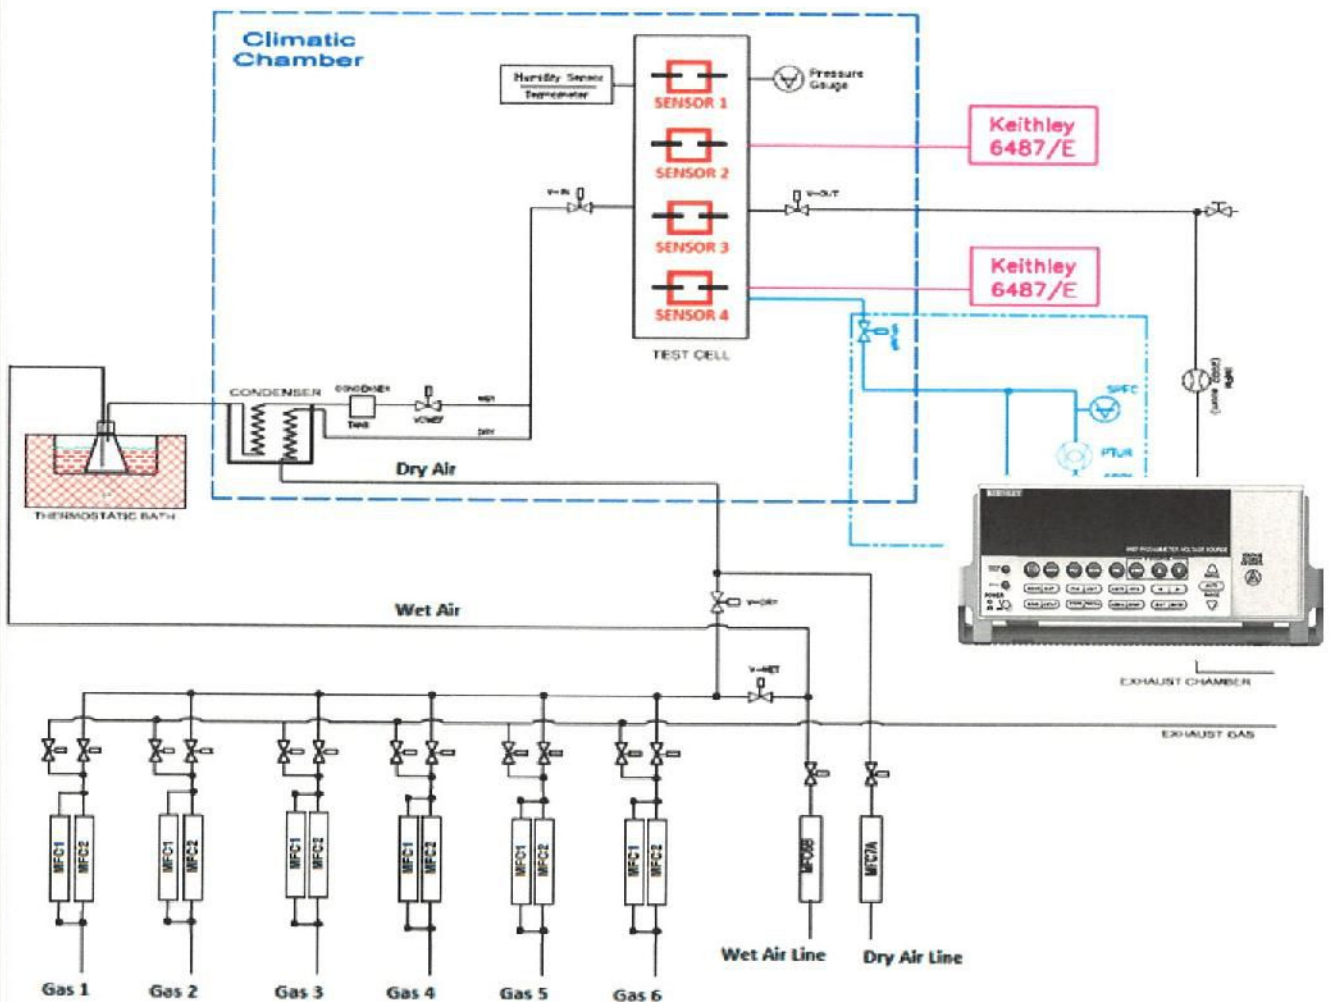 Climatic
Chamber
Humidity Sensor
Pressure
Gauge
SENSOR 1
Keithley
6487/E
SENSOR 2
V-IN
V-OUT
SENSOR 3
Keithley
6487/E
SENSOR 4
TEST CELL
CONDENSER
CONDENSER
TANK
WET
DRY
Dry Air
THERMOSTATIC BATH
PTUR
KEITHLEY
POWER
V-DRY
Wet Air
V-WET
EXHAUST CHAMBER
EXHAUST GAS
MFC1
MFC2
MFC1
MFC2
MFC1
MFC2
MFC1
MFC2
MFC1
MFC2
MFC1
MFC2
MFC7A
Wet Air Line
Dry Air Line
Gas 1
Gas 2
Gas 3
Gas 4
Gas 5
Gas 6